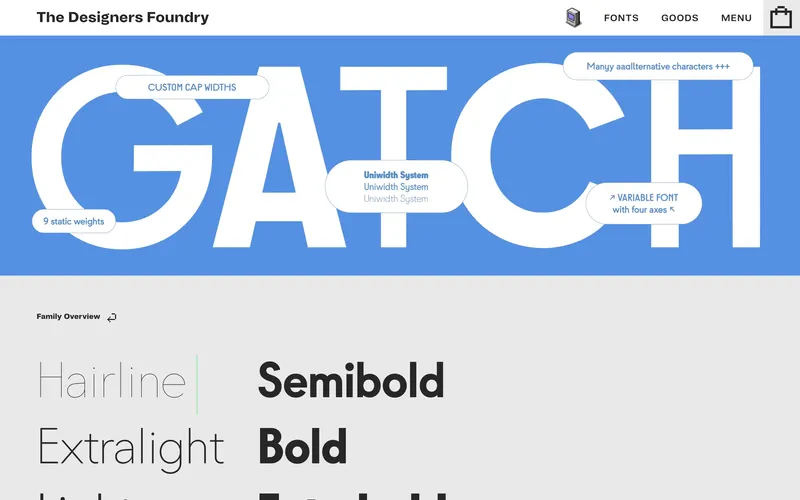 The Designers Foundry
FONTS
GOODS
MENU
GATCH
CUSTOM CAP WIDTHS
Manyy aaalternative characters +++
Uniwidth System
Uniwidth System
Uniwidth System
↗ VARIABLE FONT
with four axes ↖
9 static weights
Family Overview
Hairline
Semibold
Extralight
Bold